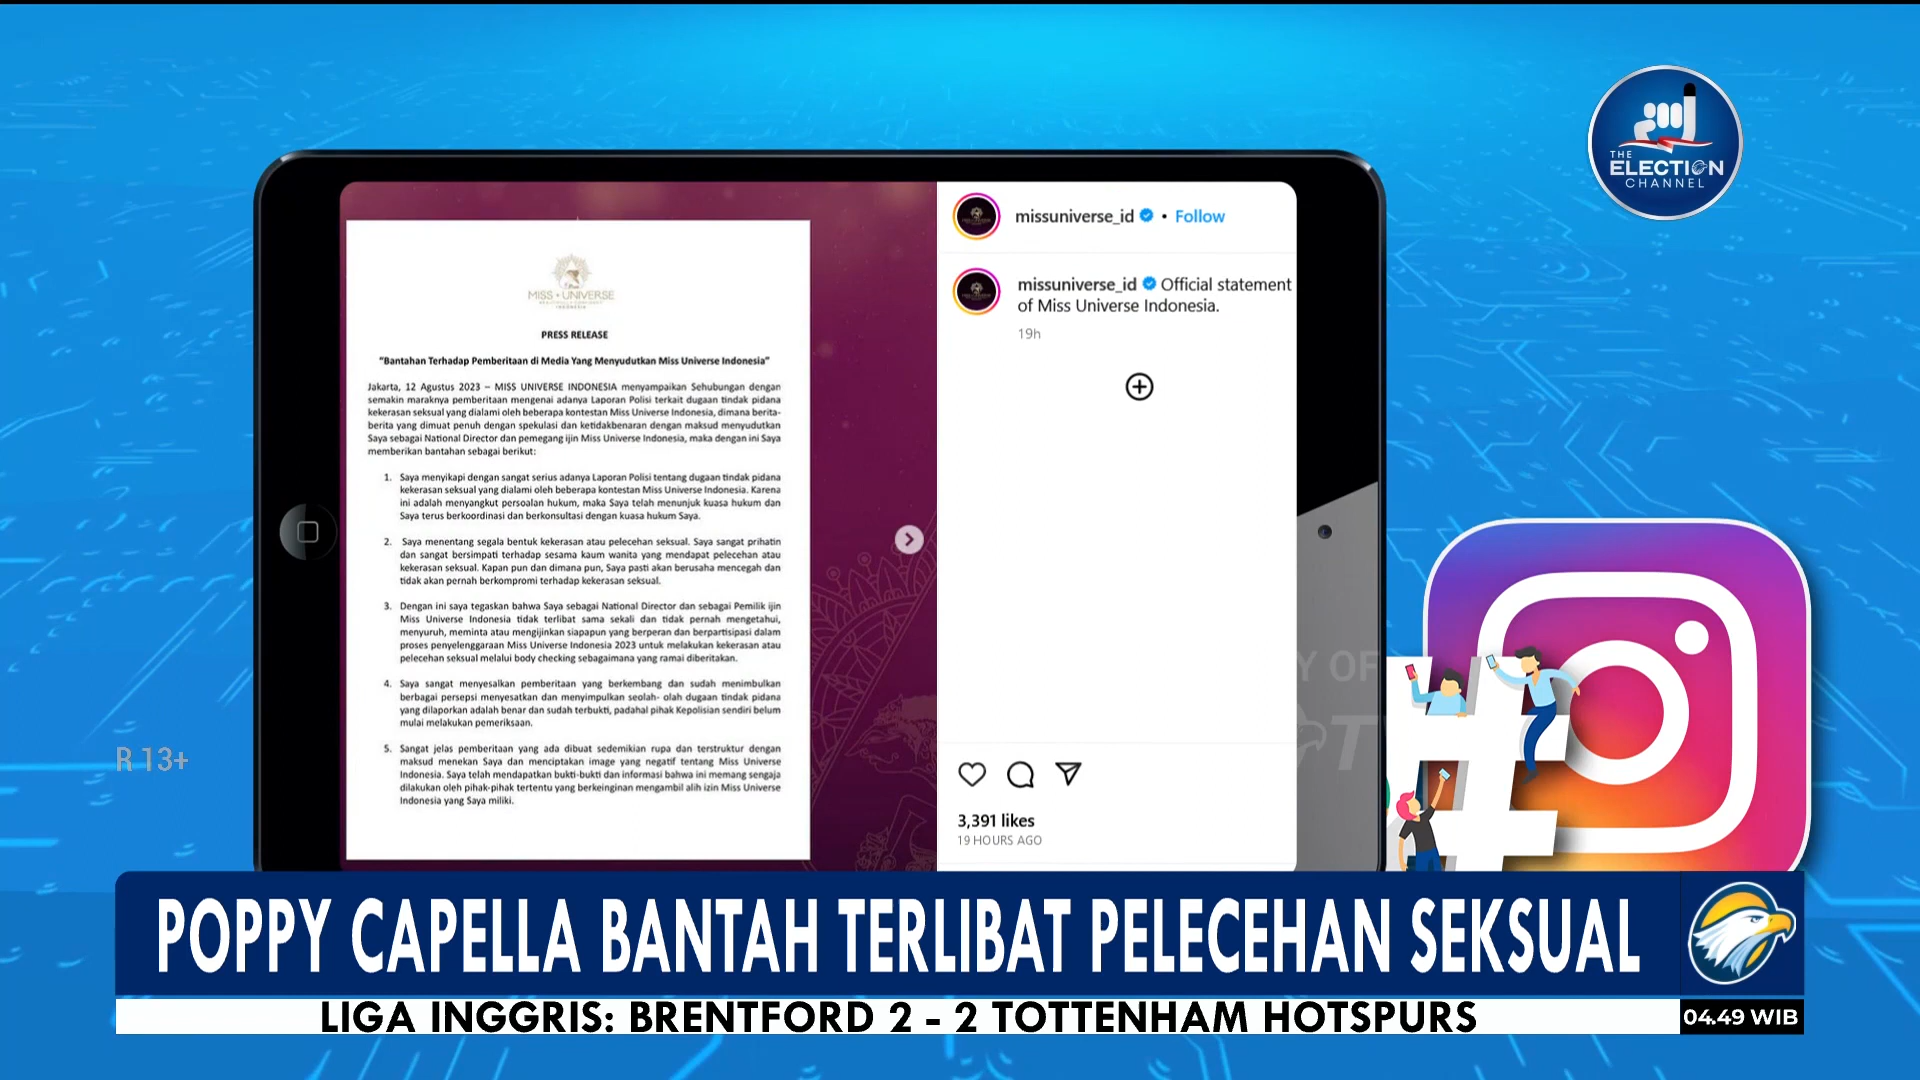 THE
ELECTION
CHANNEL
MISS • UNIVERSE
INDONESIA
PRESS RELEASE
"Bantahan Terhadap Pemberitaan di Media Yang Menyudutkan Miss Universe Indonesia"
Jakarta, 12 Agustus 2023 – MISS UNIVERSE INDONESIA menyampaikan Sehubungan dengan
semakin maraknya pemberitaan mengenai adanya Laporan Polisi terkait dugaan tindak pidana
kekerasan seksual yang dialami oleh beberapa kontestan Miss Universe Indonesia, dimana berita-
berita yang dimuat penuh dengan spekulasi dan ketidakbenaran dengan maksud menyudutkan
Saya sebagai National Director dan pemegang ijin Miss Universe Indonesia, maka dengan ini Saya
memberikan bantahan sebagai berikut:
1. Saya menyikapi dengan sangat serius adanya Laporan Polisi tentang dugaan tindak pidana
kekerasan seksual yang dialami oleh beberapa kontestan Miss Universe Indonesia. Karena
ini adalah menyangkut persoalan hukum, maka Saya telah menunjuk kuasa hukum dan
Saya terus berkoordinasi dan berkonsultasi dengan kuasa hukum Saya.
2. Saya menentang segala bentuk kekerasan atau pelecehan seksual. Saya sangat prihatin
dan sangat bersimpati terhadap sesama kaum wanita yang mendapat pelecehan atau
kekerasan seksual. Kapan pun dan dimana pun, Saya pasti akan berusaha mencegah dan
tidak akan pernah berkompromi terhadap kekerasan seksual.
3. Dengan ini saya tegaskan bahwa Saya sebagai National Director dan sebagai Pemilik ijin
Miss Universe Indonesia tidak terlibat sama sekali dan tidak pernah mengetahui,
menyuruh, meminta atau mengijinkan siapapun yang berperan dan berpartisipasi dalam
proses penyelenggaraan Miss Universe Indonesia 2023 untuk melakukan kekerasan atau
pelecehan seksual melalui body checking sebagaimana yang ramai diberitakan.
4. Saya sangat menyesalkan pemberitaan yang berkembang dan sudah menimbulkan
berbagai persepsi menyesatkan dan menyimpulkan seolah- olah dugaan tindak pidana
yang dilaporkan adalah benar dan sudah terbukti, padahal pihak Kepolisian sendiri belum
mulai melakukan pemeriksaan.
5. Sangat jelas pemberitaan yang ada dibuat sedemikian rupa dan terstruktur dengan
maksud menekan Saya dan menciptakan image yang negatif tentang Miss Universe
Indonesia. Saya telah mendapatkan bukti-bukti dan informasi bahwa ini memang sengaja
dilakukan oleh pihak-pihak tertentu yang berkeinginan mengambil alih izin Miss Universe
Indonesia yang Saya miliki.
missuniverse_id • Follow
missuniverse_id Official statement
of Miss Universe Indonesia.
19h
3,391 likes
19 HOURS AGO
R 13+
POPPY CAPELLA BANTAH TERLIBAT PELECEHAN SEKSUAL
LIGA INGGRIS: BRENTFORD 2 - 2 TOTTENHAM HOTSPURS
04.49 WIB